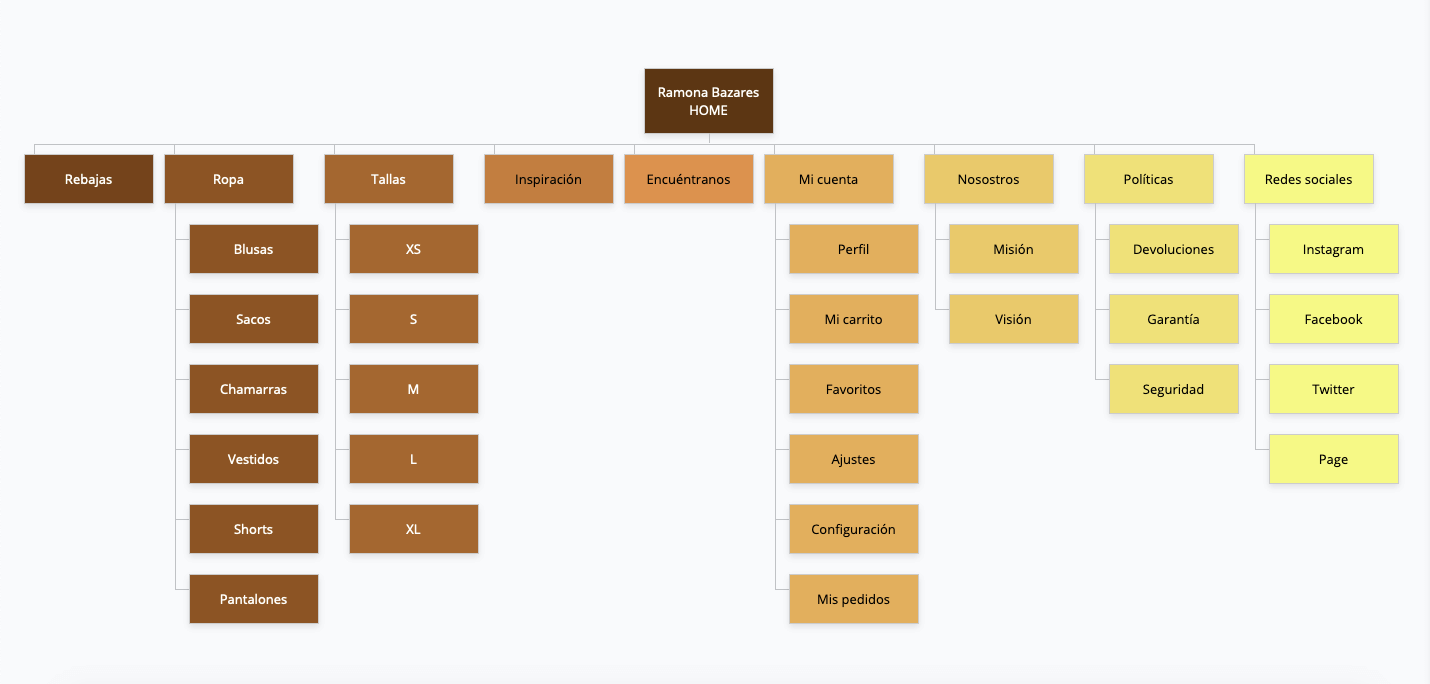 Ramona Bazares
HOME
Rebajas
Ropa
Tallas
Inspiración
Encuéntranos
Mi cuenta
Nosostros
Políticas
Redes sociales
Blusas
Sacos
Chamarras
Vestidos
Shorts
Pantalones
XS
S
M
L
XL
Perfil
Mi carrito
Favoritos
Ajustes
Configuración
Mis pedidos
Misión
Visión
Devoluciones
Garantía
Seguridad
Instagram
Facebook
Twitter
Page